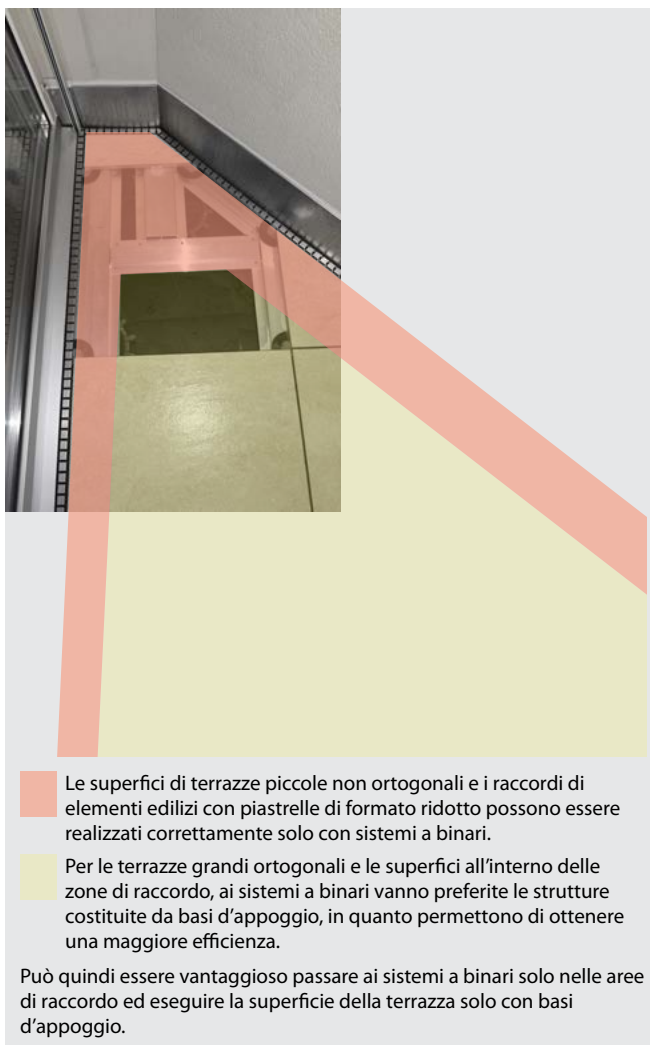 Le superfici di terrazze piccole non ortogonali e i raccordi di
elementi edilizi con piastrelle di formato ridotto possono essere
realizzati correttamente solo con sistemi a binari.
Per le terrazze grandi ortogonali e le superfici all’interno delle
zone di raccordo, ai sistemi a binari vanno preferite le strutture
costituite da basi d’appoggio, in quanto permettono di ottenere
una maggiore efficienza.
Può quindi essere vantaggioso passare ai sistemi a binari solo nelle aree
di raccordo ed eseguire la superficie della terrazza solo con basi
d’appoggio.